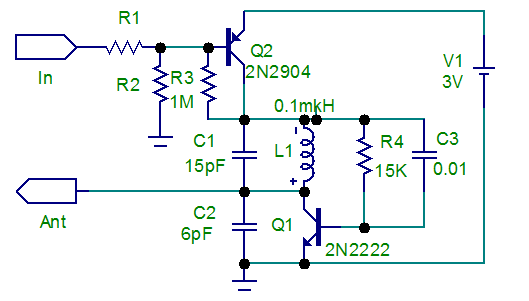 R1
In
R2
R3
1M
Q2
2N2904
V1
3V
0.1mkH
C1
15pF
L1
-
+
R4
15K
C3
0.01
Ant
C2
6pF
Q1
2N2222